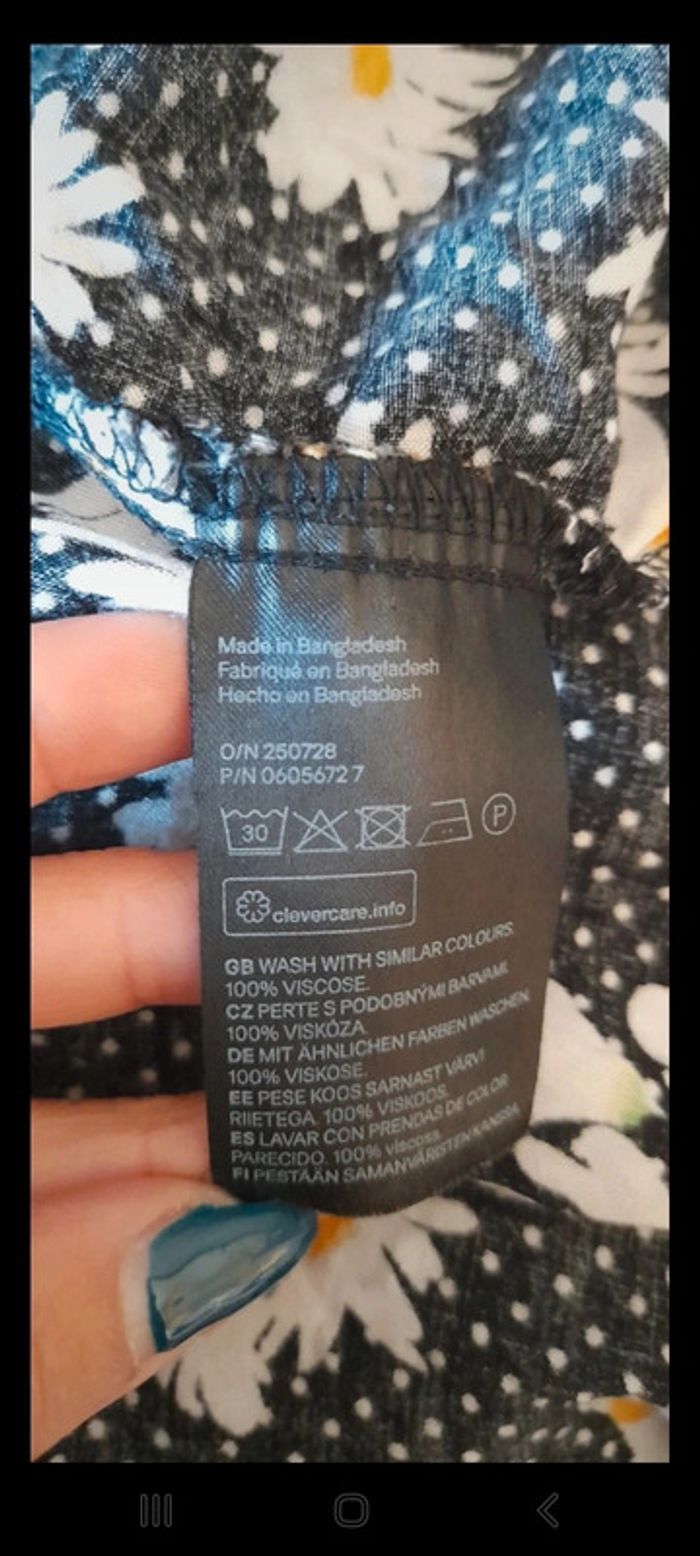 Made in Bangladesh
Fabriqué en Bangladesh
Hecho en Bangladesh
O/N 250728
P/N 0605672 7
30
P
clevercare.info
GB WASH WITH SIMILAR COLOURS.
100% VISCOSE.
CZ PERTE S PODOBNÝMI BARVAMI.
100% VISKÓZA.
DE MIT ÄHNLICHEN FARBEN WASCHEN.
100% VISKOSE.
EE PESE KOOS SARNAST VÄRVI
RIIETEGA. 100% VISKOOS.
ES LAVAR CON PRENDAS DE COLOR
PARECIDO. 100% viscosa.
FI PESTÄÄN SAMANVÄRISTEN KANSSA.